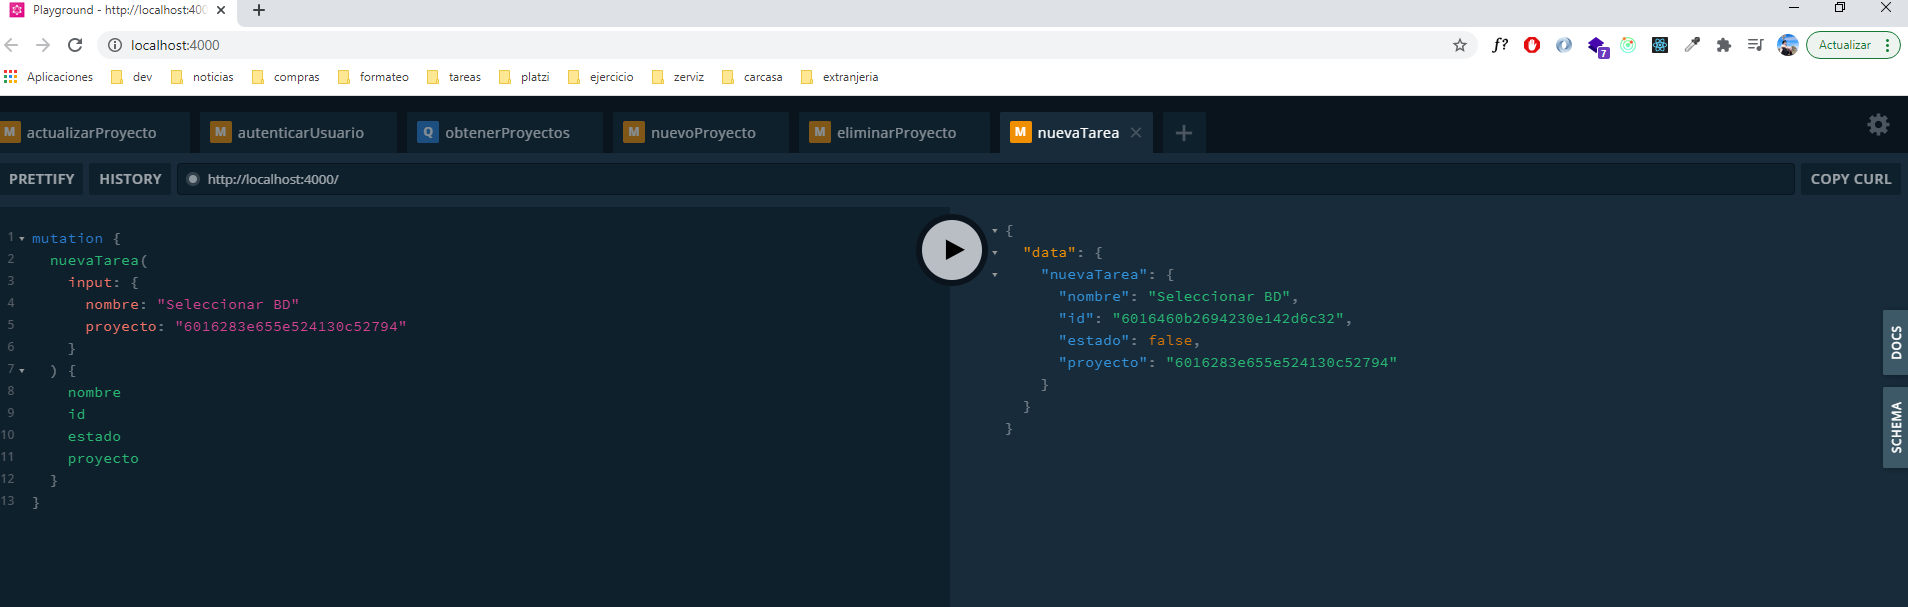 Playground - http://localhost:400
localhost:4000
f?
7
Actualizar
Aplicaciones
dev
noticias
compras
formateo
tareas
platzi
ejercicio
zerviz
carcasa
extranjeria
M actualizarProyecto
M autenticarUsuario
Q obtenerProyectos
M nuevoProyecto
M eliminarProyecto
M nuevaTarea
PRETTIFY
HISTORY
http://localhost:4000/
COPY CURL
1 mutation {
2 nuevaTarea(
3 input: {
4 nombre: "Seleccionar BD"
5 proyecto: "6016283e655e524130c52794"
6 }
7 ) {
8 nombre
9 id
10 estado
11 proyecto
12 }
13 }
{
"data": {
"nuevaTarea": {
"nombre": "Seleccionar BD",
"id": "6016460b2694230e142d6c32",
"estado": false,
"proyecto": "6016283e655e524130c52794"
}
}
}
DOCS
SCHEMA